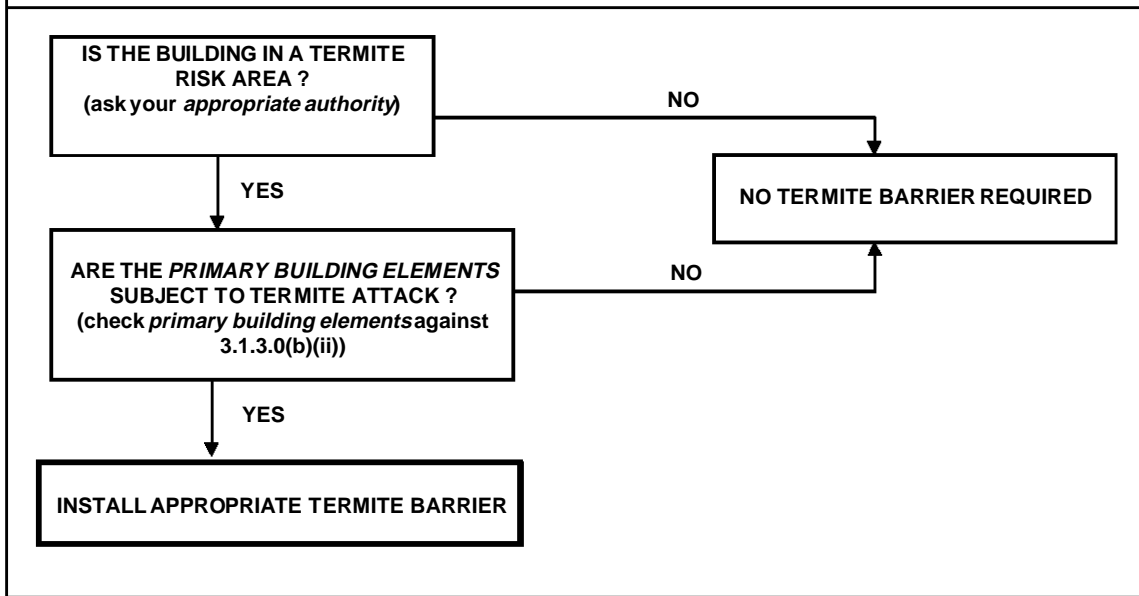 IS THE BUILDING IN A TERMITE
RISK AREA ?
(ask your appropriate authority)
NO
YES
NO TERMITE BARRIER REQUIRED
ARE THE PRIMARY BUILDING ELEMENTS
SUBJECT TO TERMITE ATTACK ?
(check primary building elements against
3.1.3.0(b)(ii))
NO
YES
INSTALL APPROPRIATE TERMITE BARRIER